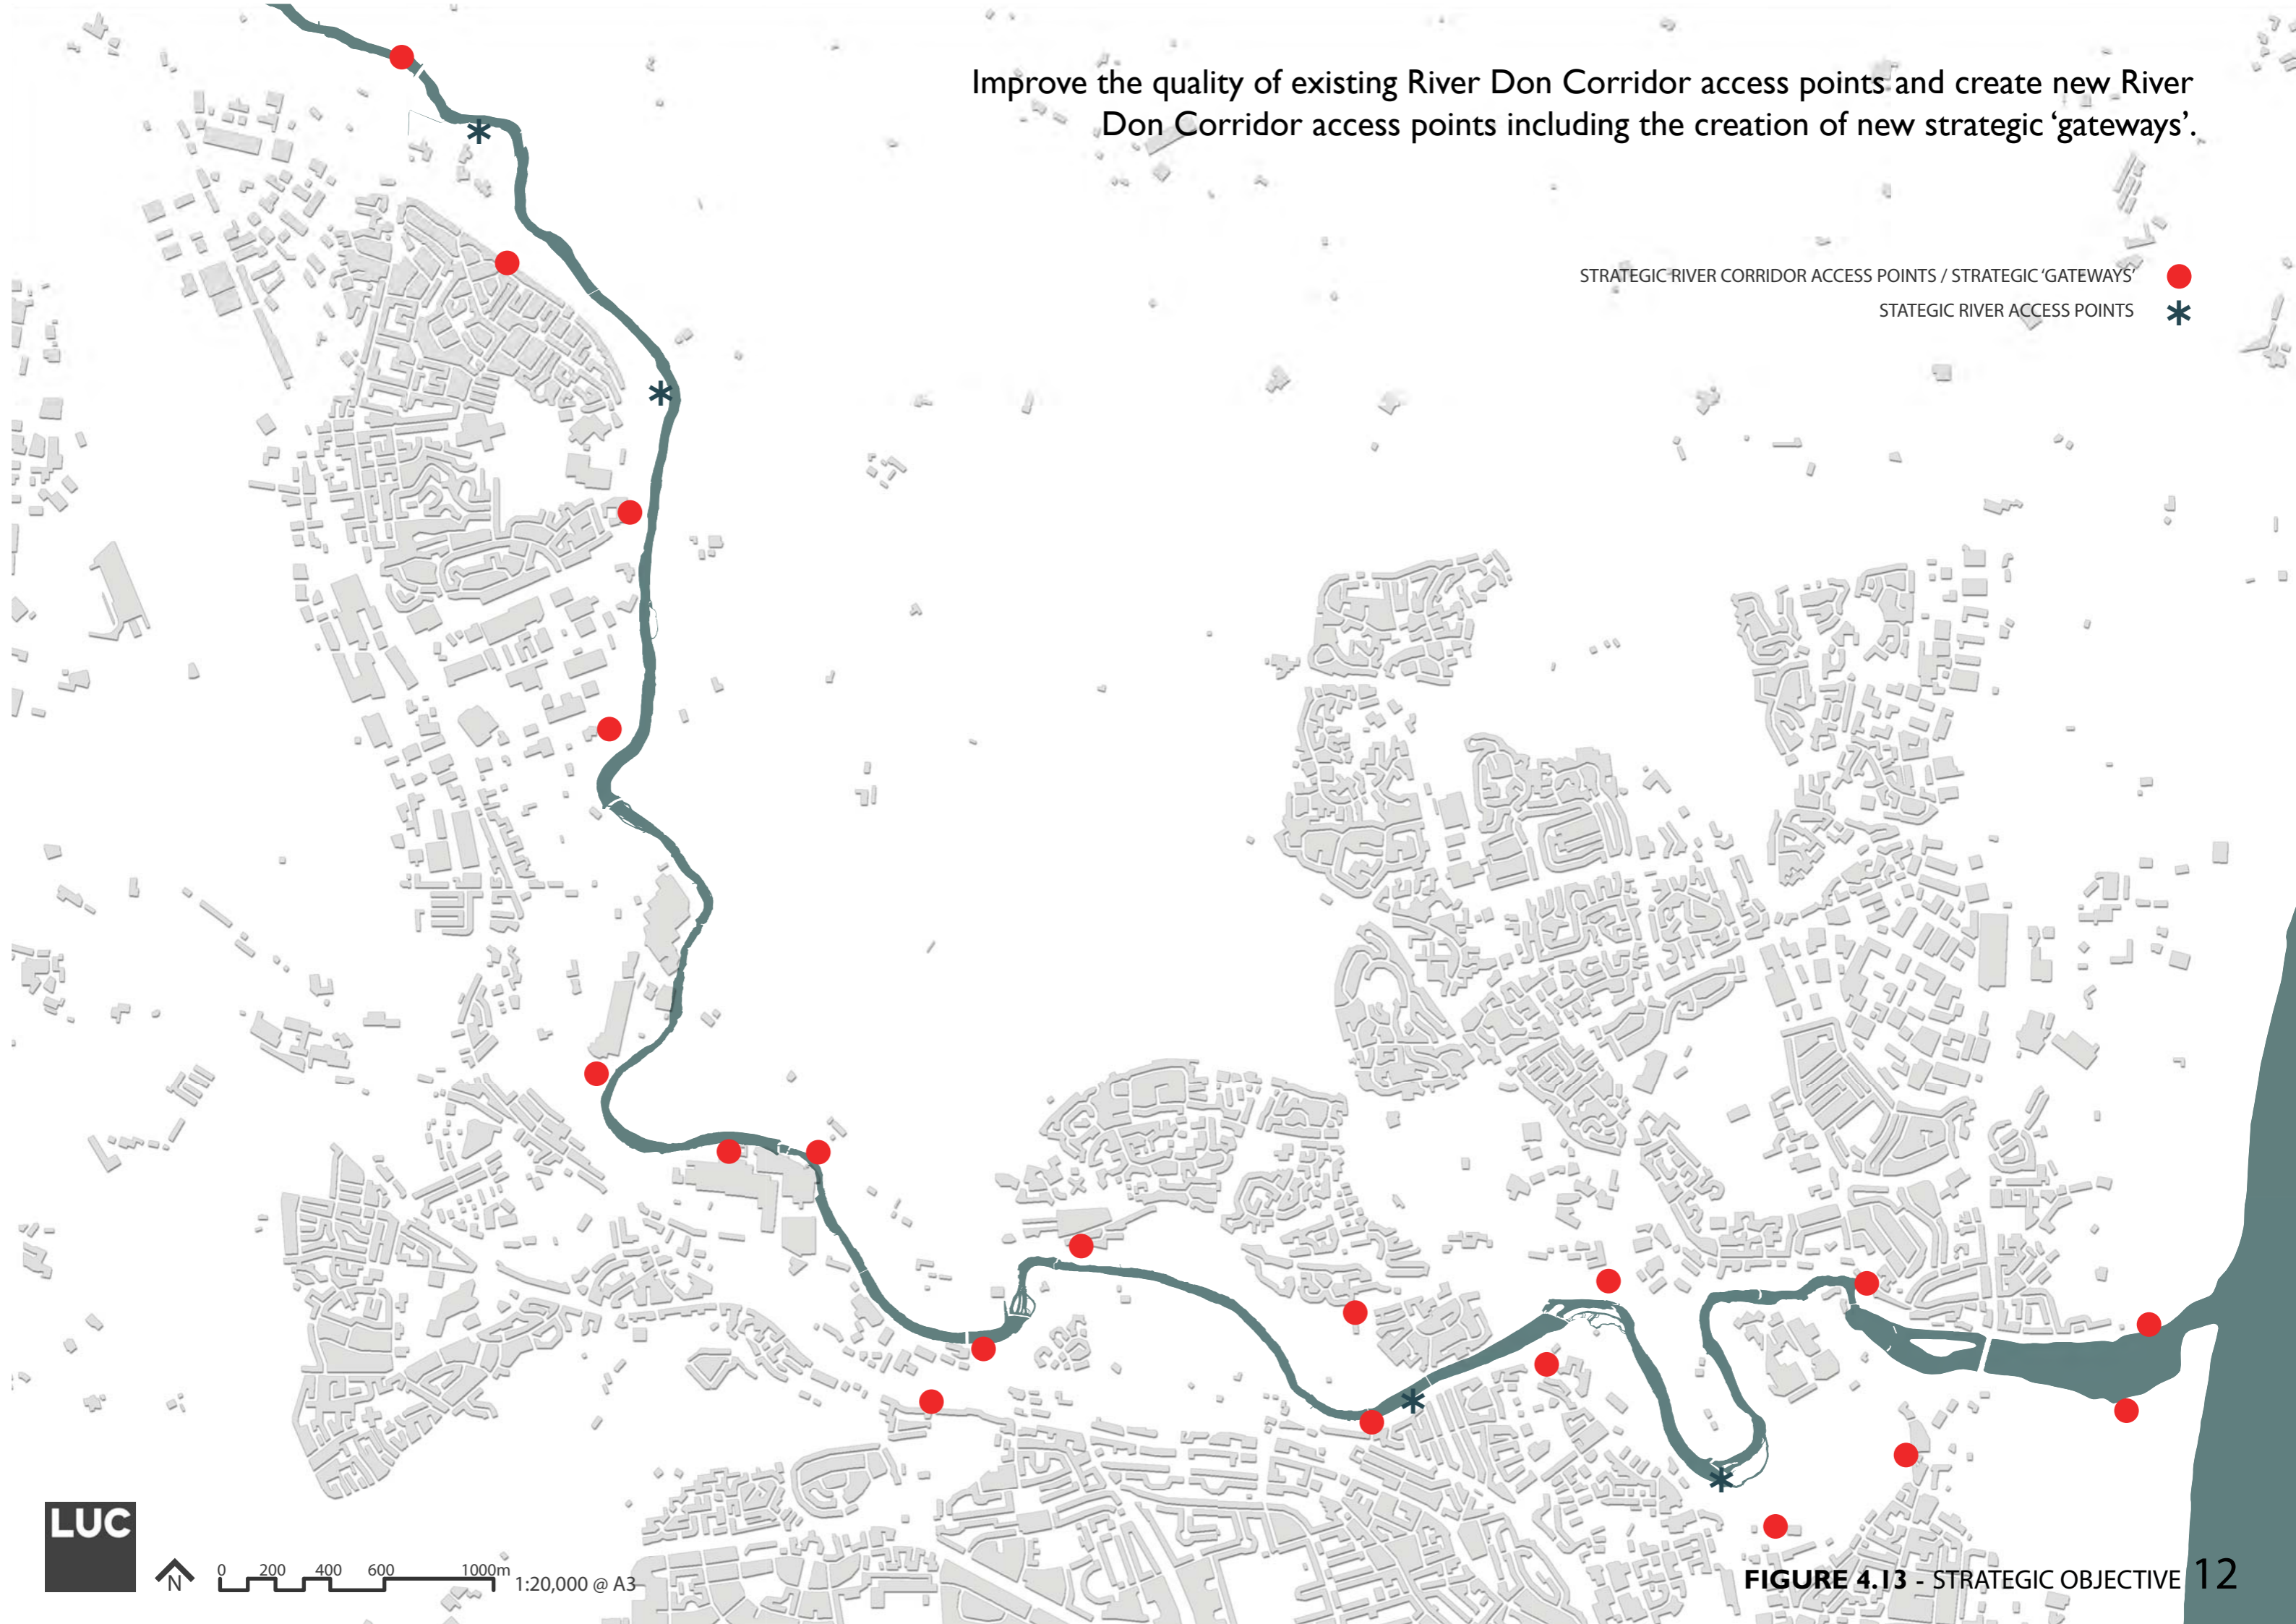 Improve the quality of existing River Don Corridor access points and create new River
Don Corridor access points including the creation of new strategic ‘gateways’.
STRATEGIC RIVER CORRIDOR ACCESS POINTS / STRATEGIC ‘GATEWAYS’
STATEGIC RIVER ACCESS POINTS
LUC
N
0 200 400 600 1000m
1:20,000 @ A3
FIGURE 4.13 - STRATEGIC OBJECTIVE 12